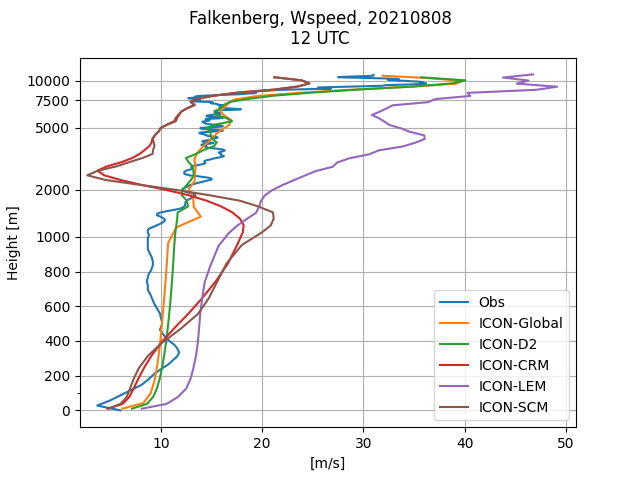 Falkenberg, Wspeed, 20210808
12 UTC
Height [m]
10000
7500
5000
2000
1000
800
600
400
200
0
Obs
ICON-Global
ICON-D2
ICON-CRM
ICON-LEM
ICON-SCM
10
20
30
40
50
[m/s]